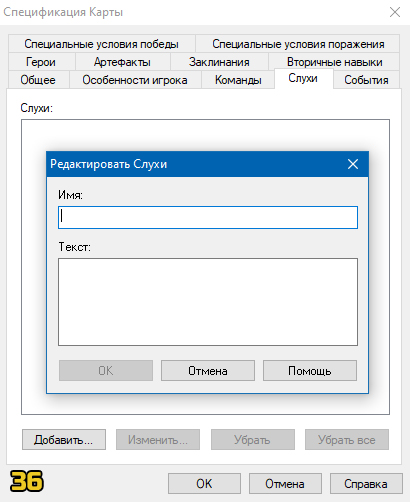 Спецификация Карты
Специальные условия победы Специальные условия поражения
Герои Артефакты Заклинания Вторичные навыки
Общее Особенности игрока Команды Слухи События
Слухи:
Редактировать Слухи
Имя:
Текст:
OK Отмена Помощь
Добавить... Изменить... Убрать Убрать все
36 OK Отмена Справка